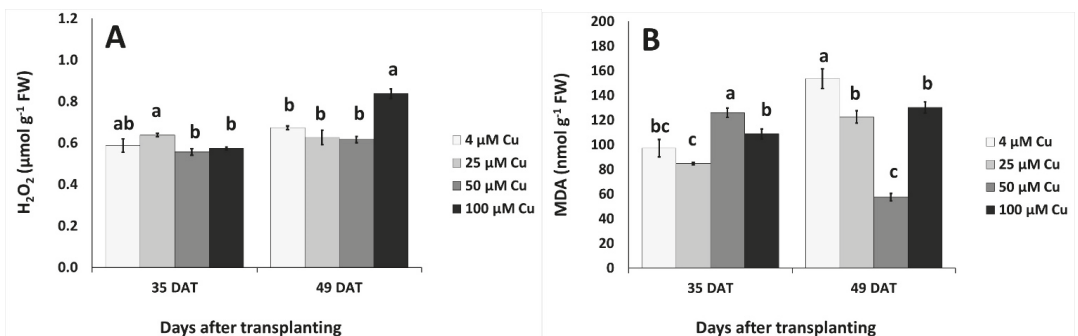 A
H₂O₂ (µmol g⁻¹ FW)
1.2
1.0
0.8
0.6
0.4
0.2
0.0
ab
a
b
b
b
b
b
a
35 DAT
49 DAT
Days after transplanting
4 µM Cu
25 µM Cu
50 µM Cu
100 µM Cu
B
MDA (nmol g⁻¹ FW)
200
180
160
140
120
100
80
60
40
20
0
bc
c
a
b
a
b
c
b
35 DAT
49 DAT
Days after transplanting
4 µM Cu
25 µM Cu
50 µM Cu
100 µM Cu